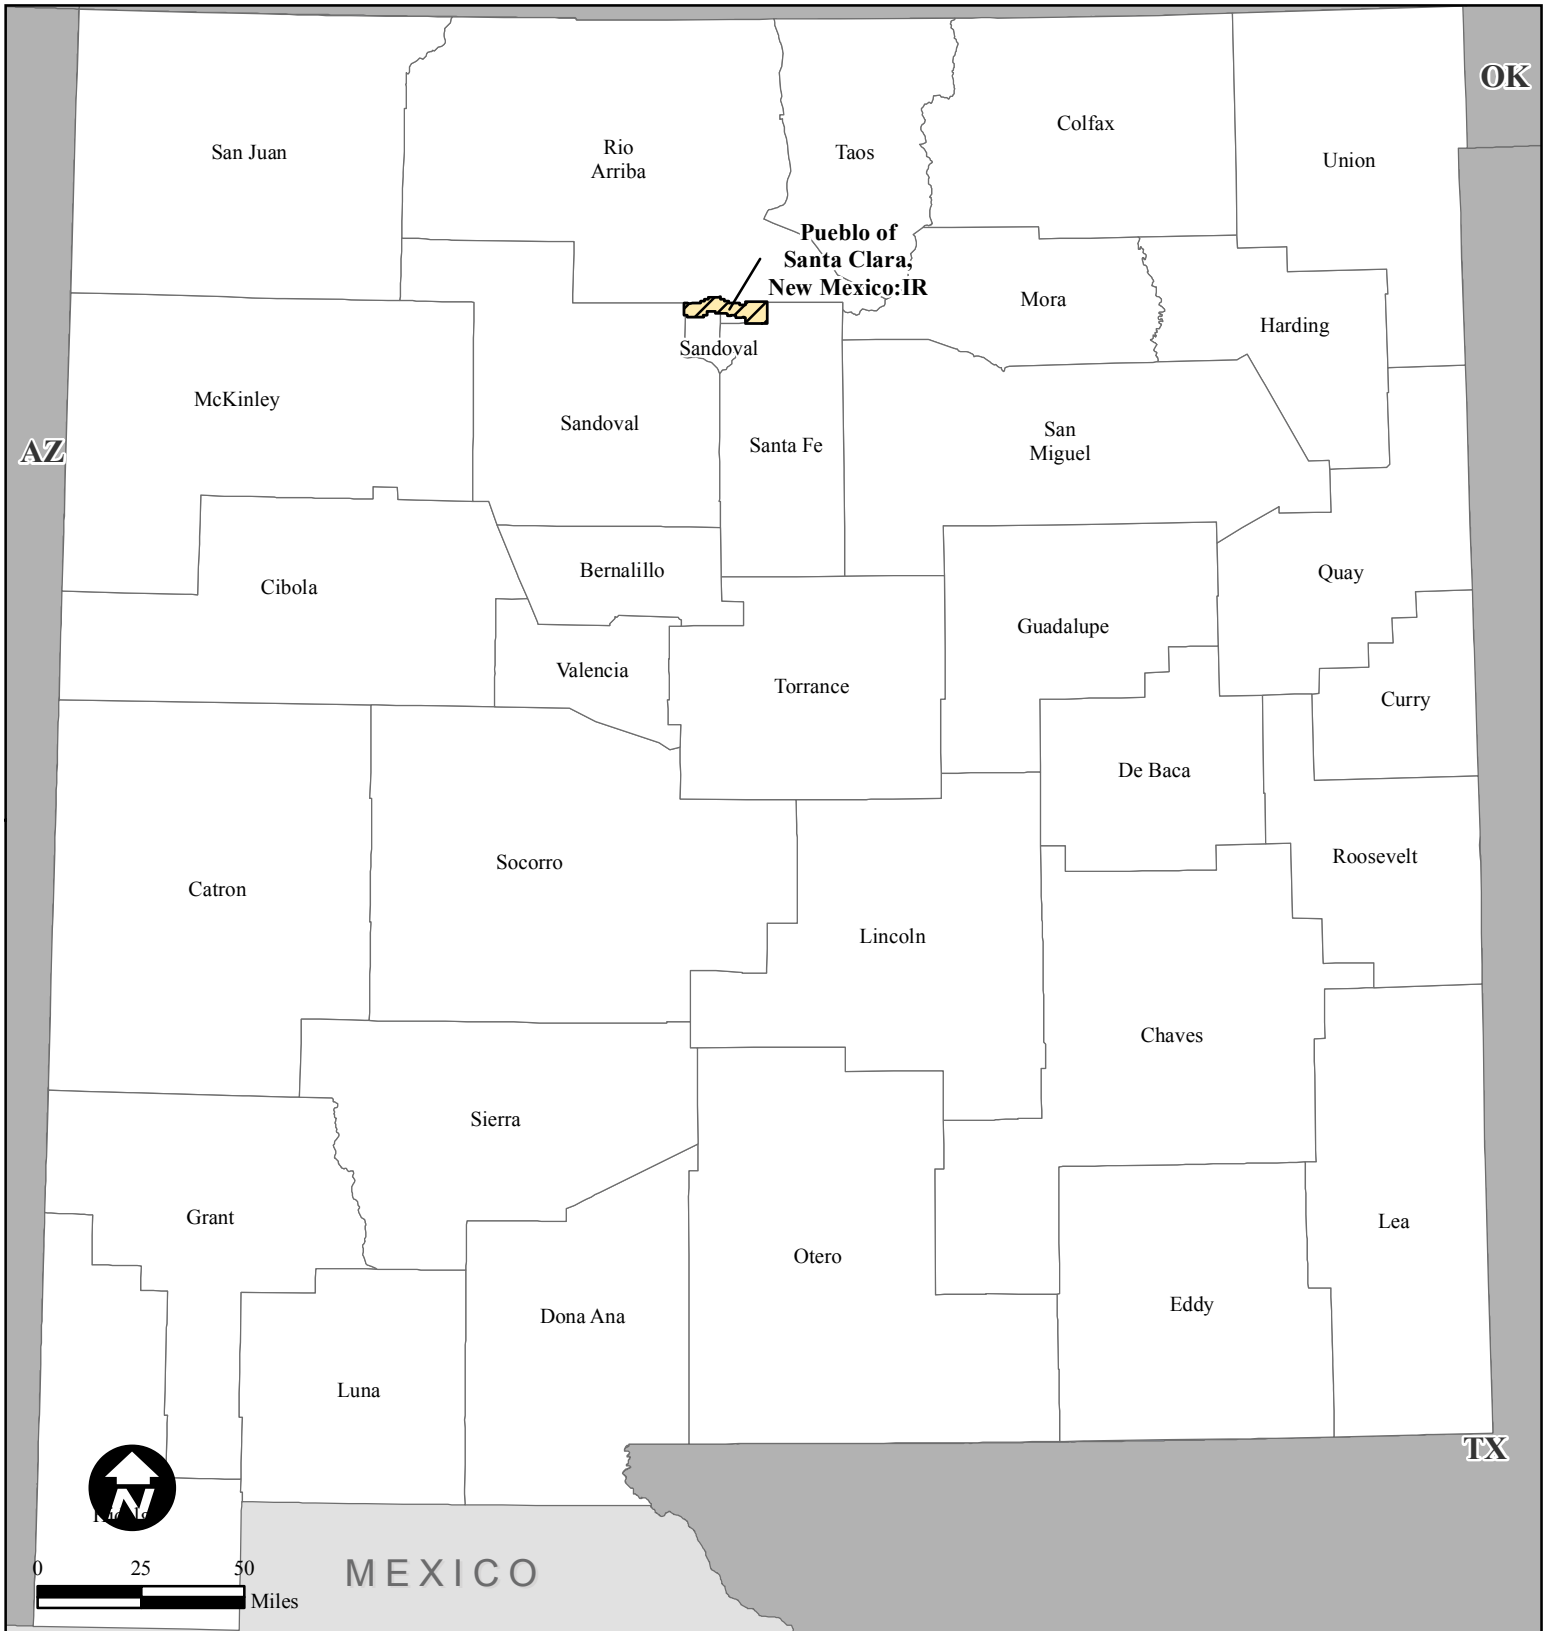 OK
Colfax
San Juan
Rio
Arriba
Taos
Union
Pueblo of
Santa Clara,
New Mexico:IR
Mora
Harding
Sandoval
McKinley
Sandoval
San
Miguel
Santa Fe
AZ
Bernalillo
Quay
Cibola
Guadalupe
Valencia
Torrance
Curry
De Baca
Roosevelt
Socorro
Catron
Lincoln
Chaves
Sierra
Grant
Lea
Otero
Eddy
Dona Ana
Luna
TX
N
0 25 50
Miles
MEXICO